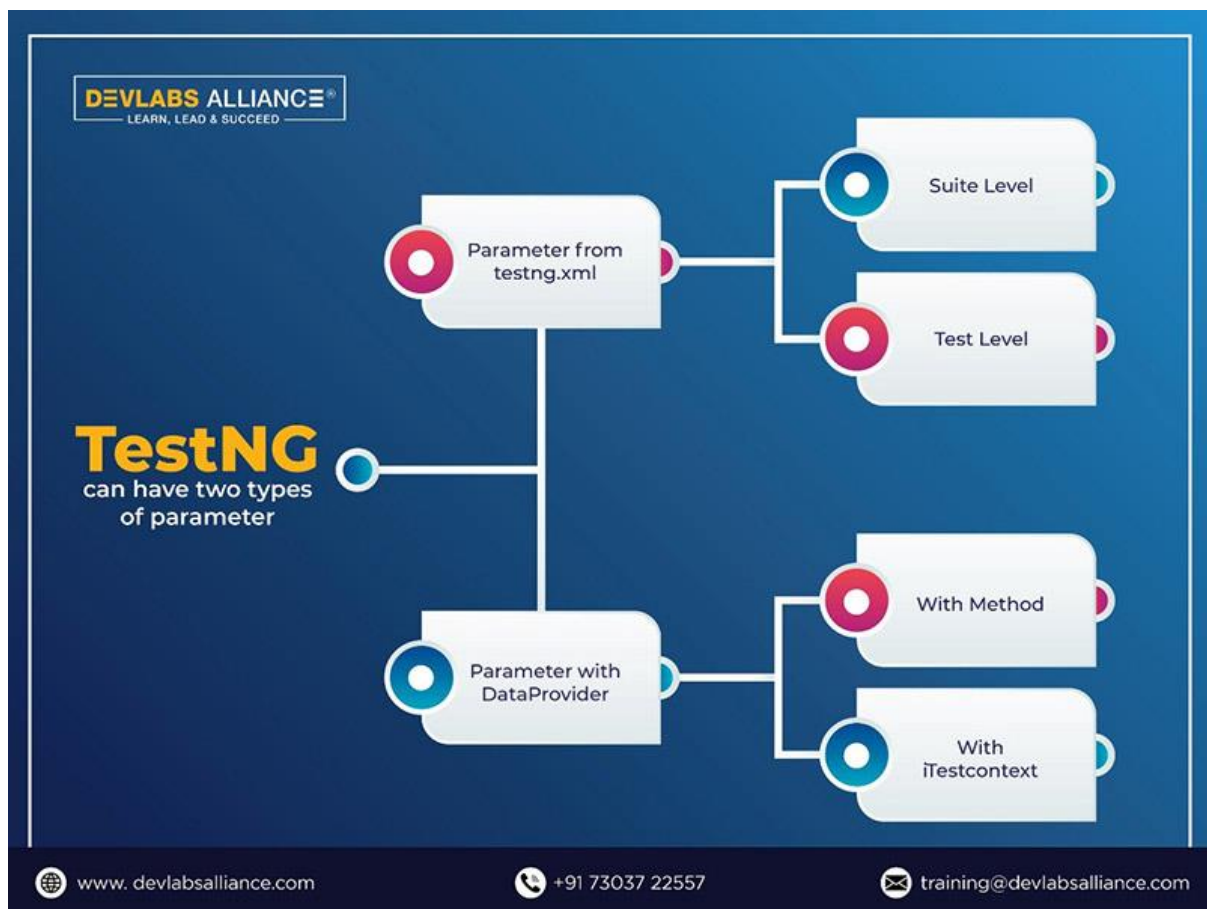 DEVLABS ALLIANCE®
LEARN, LEAD & SUCCEED
TestNG
can have two types
of parameter
Parameter from
testng.xml
Suite Level
Test Level
Parameter with
DataProvider
With Method
With
iTestcontext
www. devlabsalliance.com
+91 73037 22557
training@devlabsalliance.com